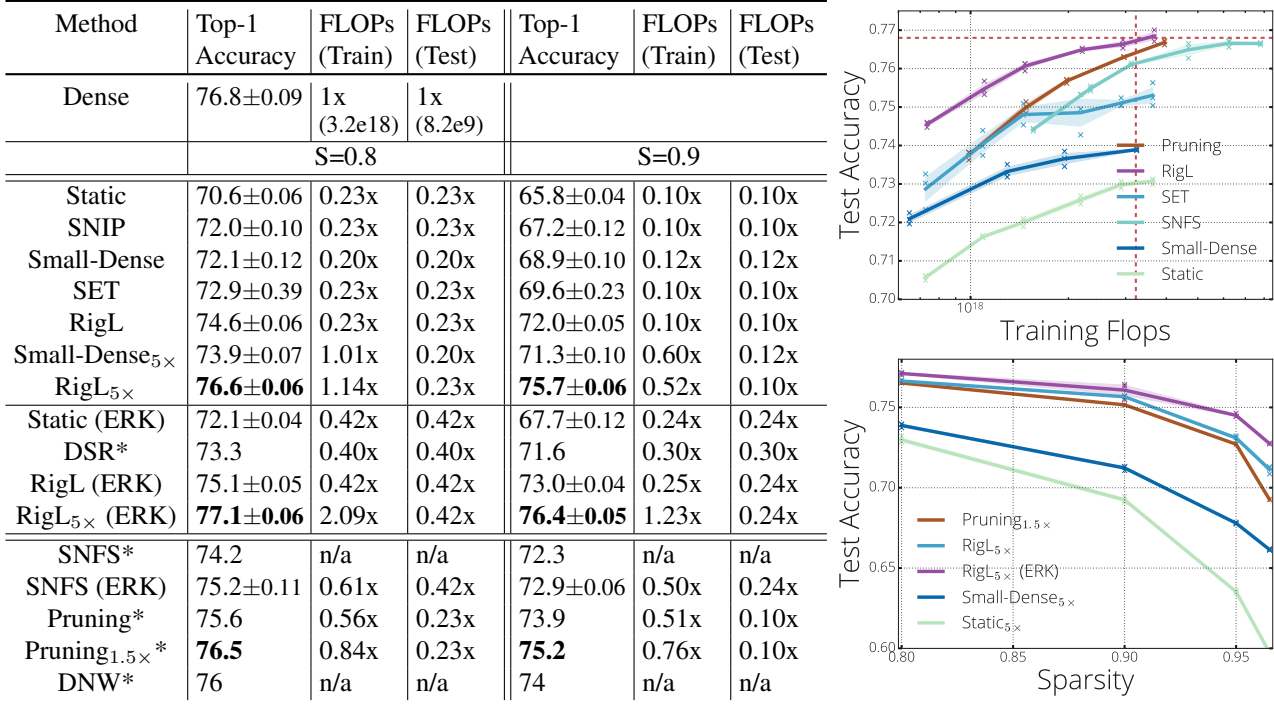 Method Top-1 FLOPs FLOPs Top-1 FLOPs FLOPs
Accuracy (Train) (Test) Accuracy (Train) (Test)
Dense 76.8±0.09 1x 1x
(3.2e18) (8.2e9)
S=0.8 S=0.9
Static 70.6±0.06 0.23x 0.23x 65.8±0.04 0.10x 0.10x
SNIP 72.0±0.10 0.23x 0.23x 67.2±0.12 0.10x 0.10x
Small-Dense 72.1±0.12 0.20x 0.20x 68.9±0.10 0.12x 0.12x
SET 72.9±0.39 0.23x 0.23x 69.6±0.23 0.10x 0.10x
RigL 74.6±0.06 0.23x 0.23x 72.0±0.05 0.10x 0.10x
Small-Dense5× 73.9±0.07 1.01x 0.20x 71.3±0.10 0.60x 0.12x
RigL5× 76.6±0.06 1.14x 0.23x 75.7±0.06 0.52x 0.10x
Static (ERK) 72.1±0.04 0.42x 0.42x 67.7±0.12 0.24x 0.24x
DSR* 73.3 0.40x 0.40x 71.6 0.30x 0.30x
RigL (ERK) 75.1±0.05 0.42x 0.42x 73.0±0.04 0.25x 0.24x
RigL5× (ERK) 77.1±0.06 2.09x 0.42x 76.4±0.05 1.23x 0.24x
SNFS* 74.2 n/a n/a 72.3 n/a n/a
SNFS (ERK) 75.2±0.11 0.61x 0.42x 72.9±0.06 0.50x 0.24x
Pruning* 75.6 0.56x 0.23x 73.9 0.51x 0.10x
Pruning1.5×* 76.5 0.84x 0.23x 75.2 0.76x 0.10x
DNW* 76 n/a n/a 74 n/a n/a
Test Accuracy
0.77
0.76
0.75
0.74
0.73
0.72
0.71
0.70
Pruning
RigL
SET
SNFS
Small-Dense
Static
10^18
Training Flops
Test Accuracy
0.75
0.70
0.65
0.60
Pruning1.5×
RigL5×
RigL5× (ERK)
Small-Dense5×
Static5×
0.80 0.85 0.90 0.95
Sparsity